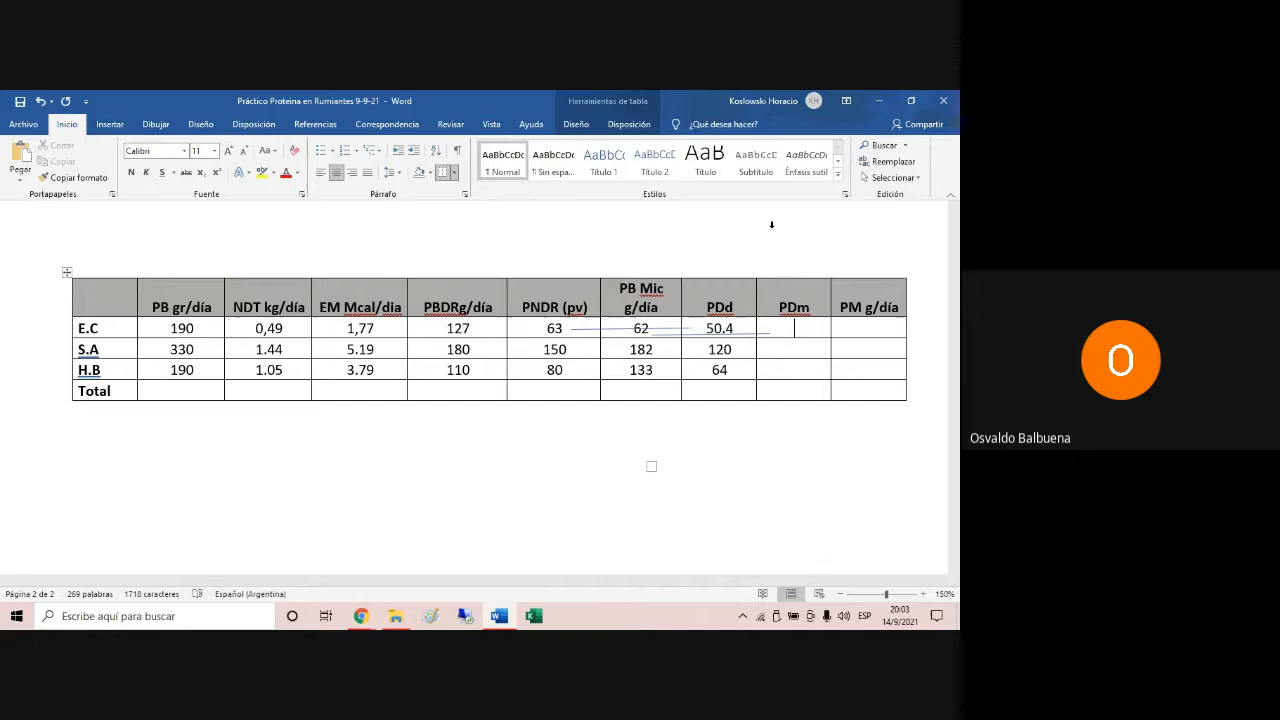 Práctico Proteina en Rumiantes 9-9-21 - Word
Herramientas de tabla
Koslowski Horacio
KH
Archivo Inicio Insertar Dibujar Diseño Disposición Referencias Correspondencia Revisar Vista Ayuda Diseño Disposición ¿Qué desea hacer? Compartir
Pegar
Cortar
Copiar
Copiar formato
Portapapeles
Calibri 11
N K S abc
Fuente
Párrafo
AaBbCcDc AaBbCcDc AaBbCc AaBbCcD AaB AaBbCcD AaBbCcDc
¶ Normal ¶ Sin espa... Título 1 Título 2 Título Subtítulo Énfasis sutil
Estilos
Buscar
Reemplazar
Seleccionar
Edición
PB gr/día NDT kg/día EM Mcal/dia PBDRg/día PNDR (pv) PB Mic g/día PDd PDm PM g/día
E.C 190 0,49 1,77 127 63 62 50.4
S.A 330 1.44 5.19 180 150 182 120
H.B 190 1.05 3.79 110 80 133 64
Total
Página 2 de 2 269 palabras 1718 caracteres Español (Argentina) 150%
Escribe aquí para buscar
ESP
20:03
14/9/2021
O
Osvaldo Balbuena